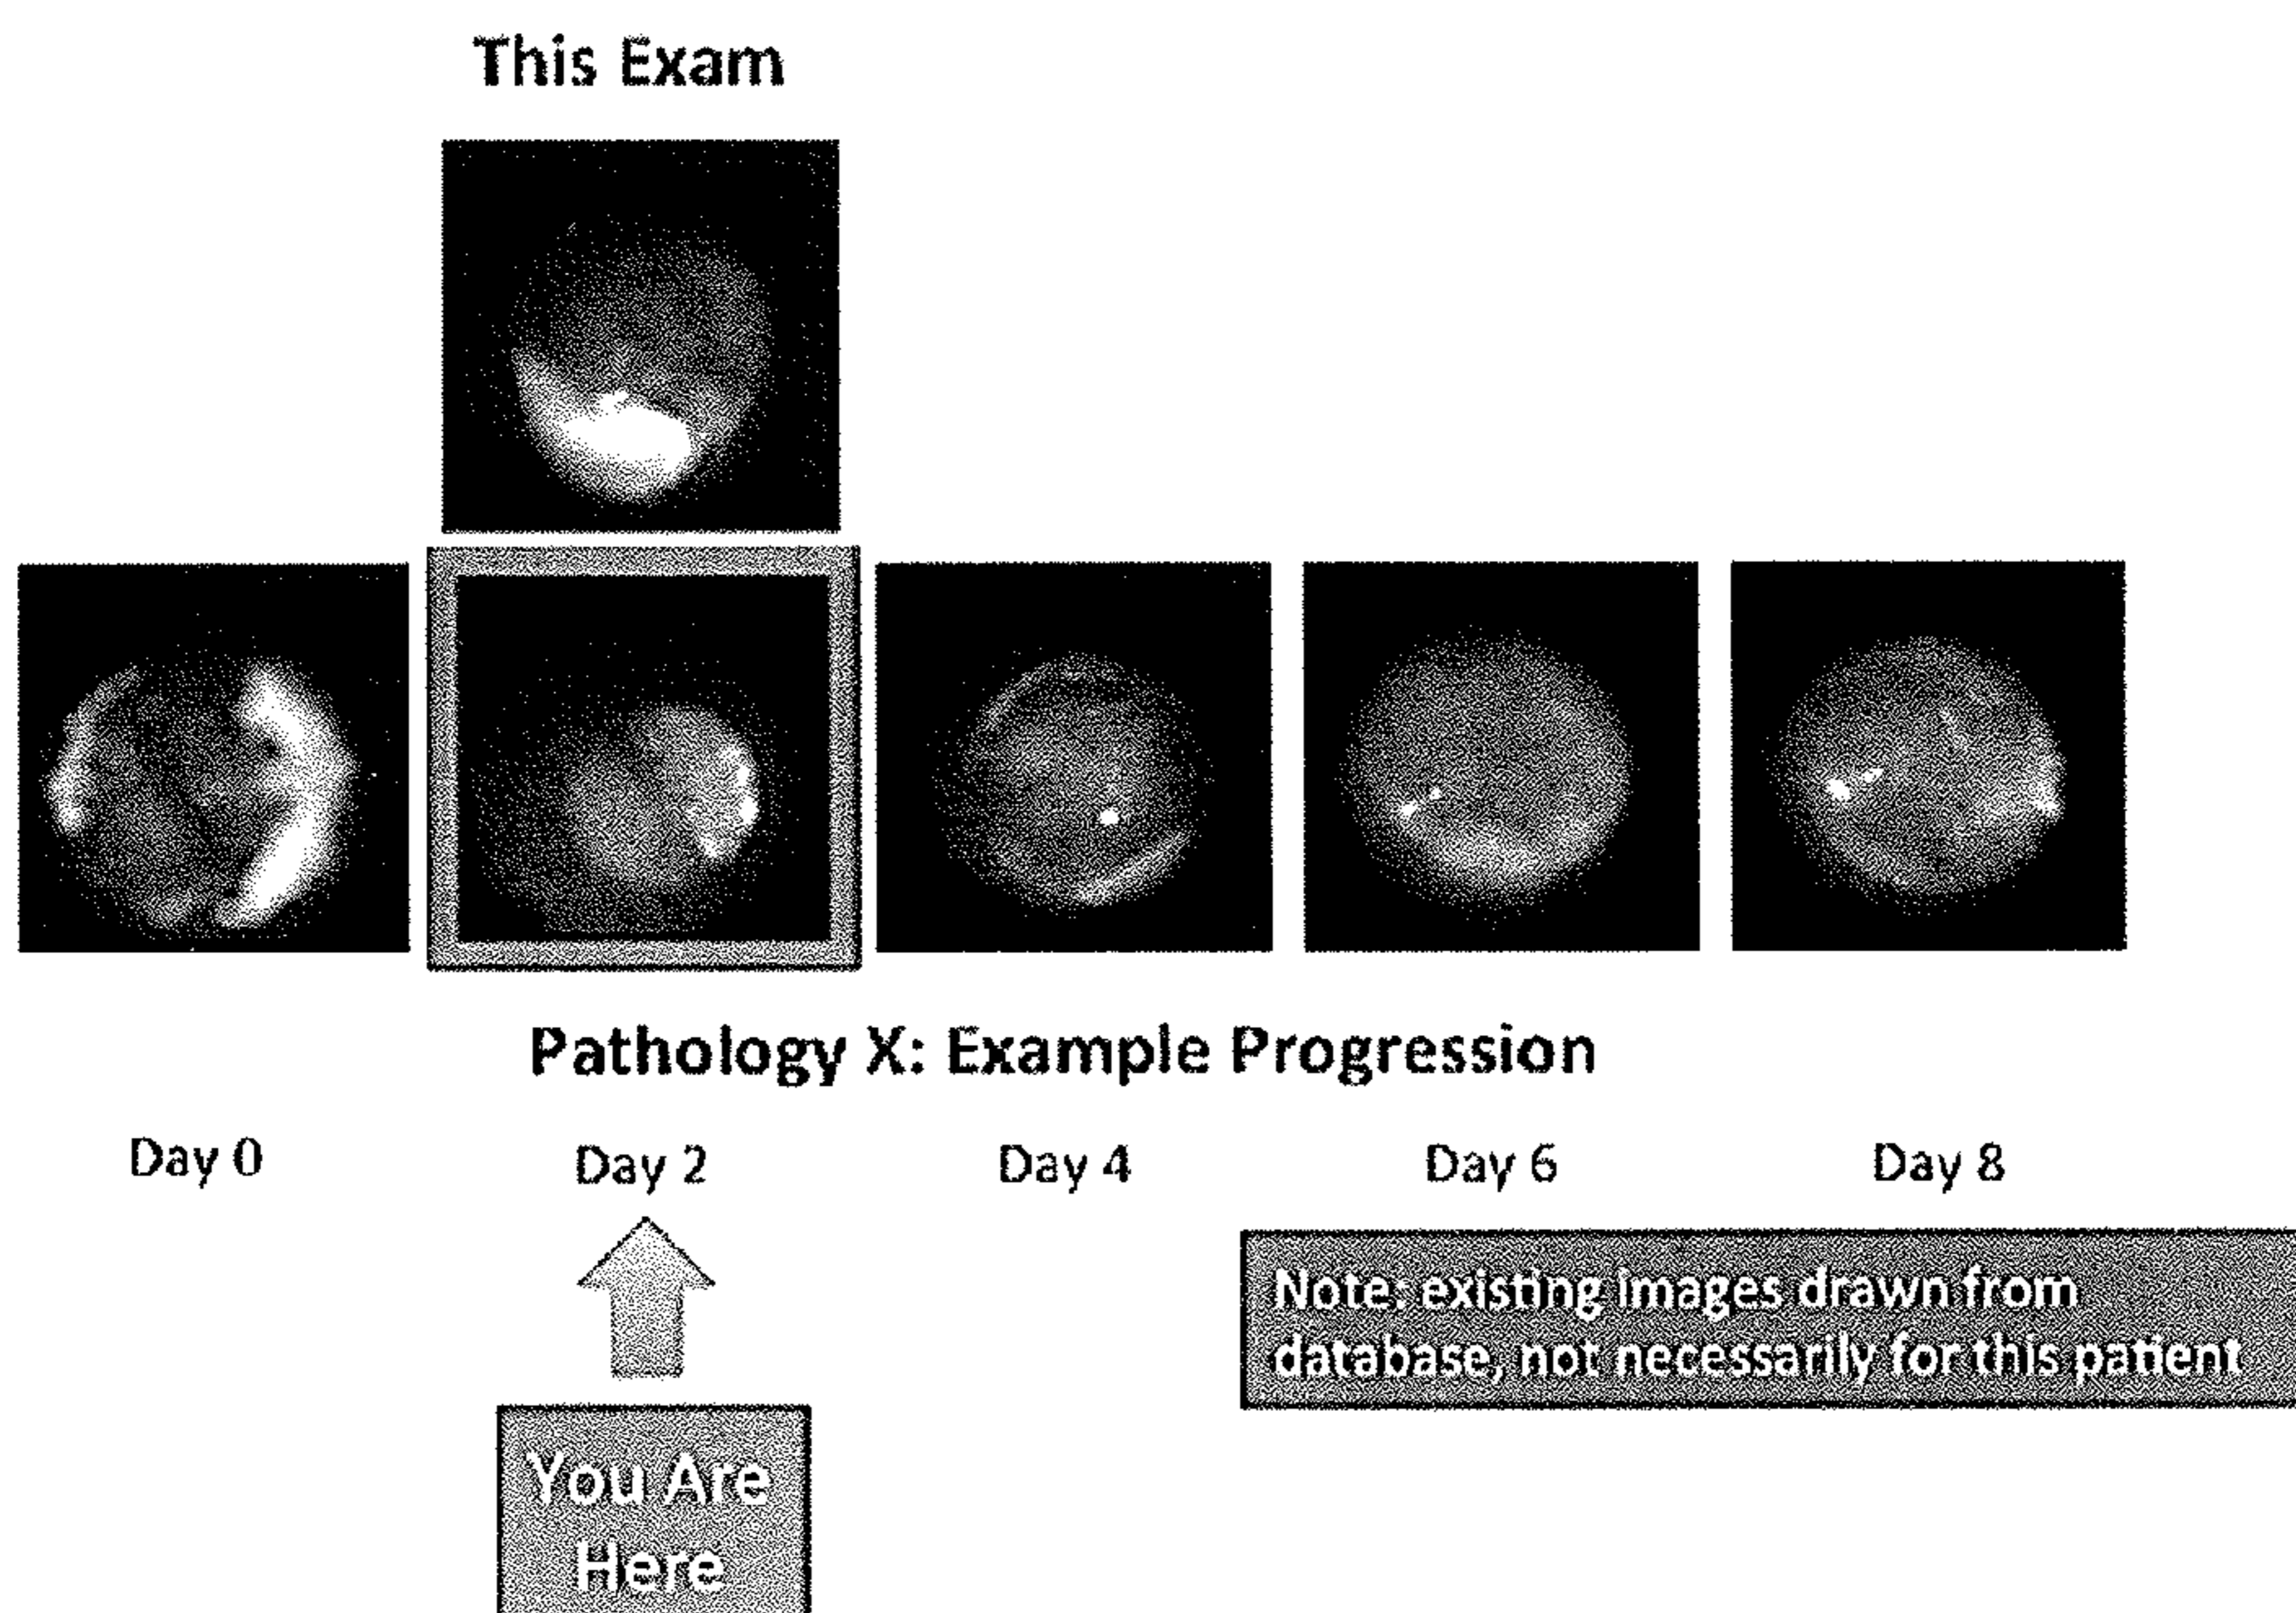 This Exam
Pathology X: Example Progression
Day 0
Day 2
Day 4
Day 6
Day 8
Note: existing images drawn from
database, not necessarily for this patient
You Are
Here